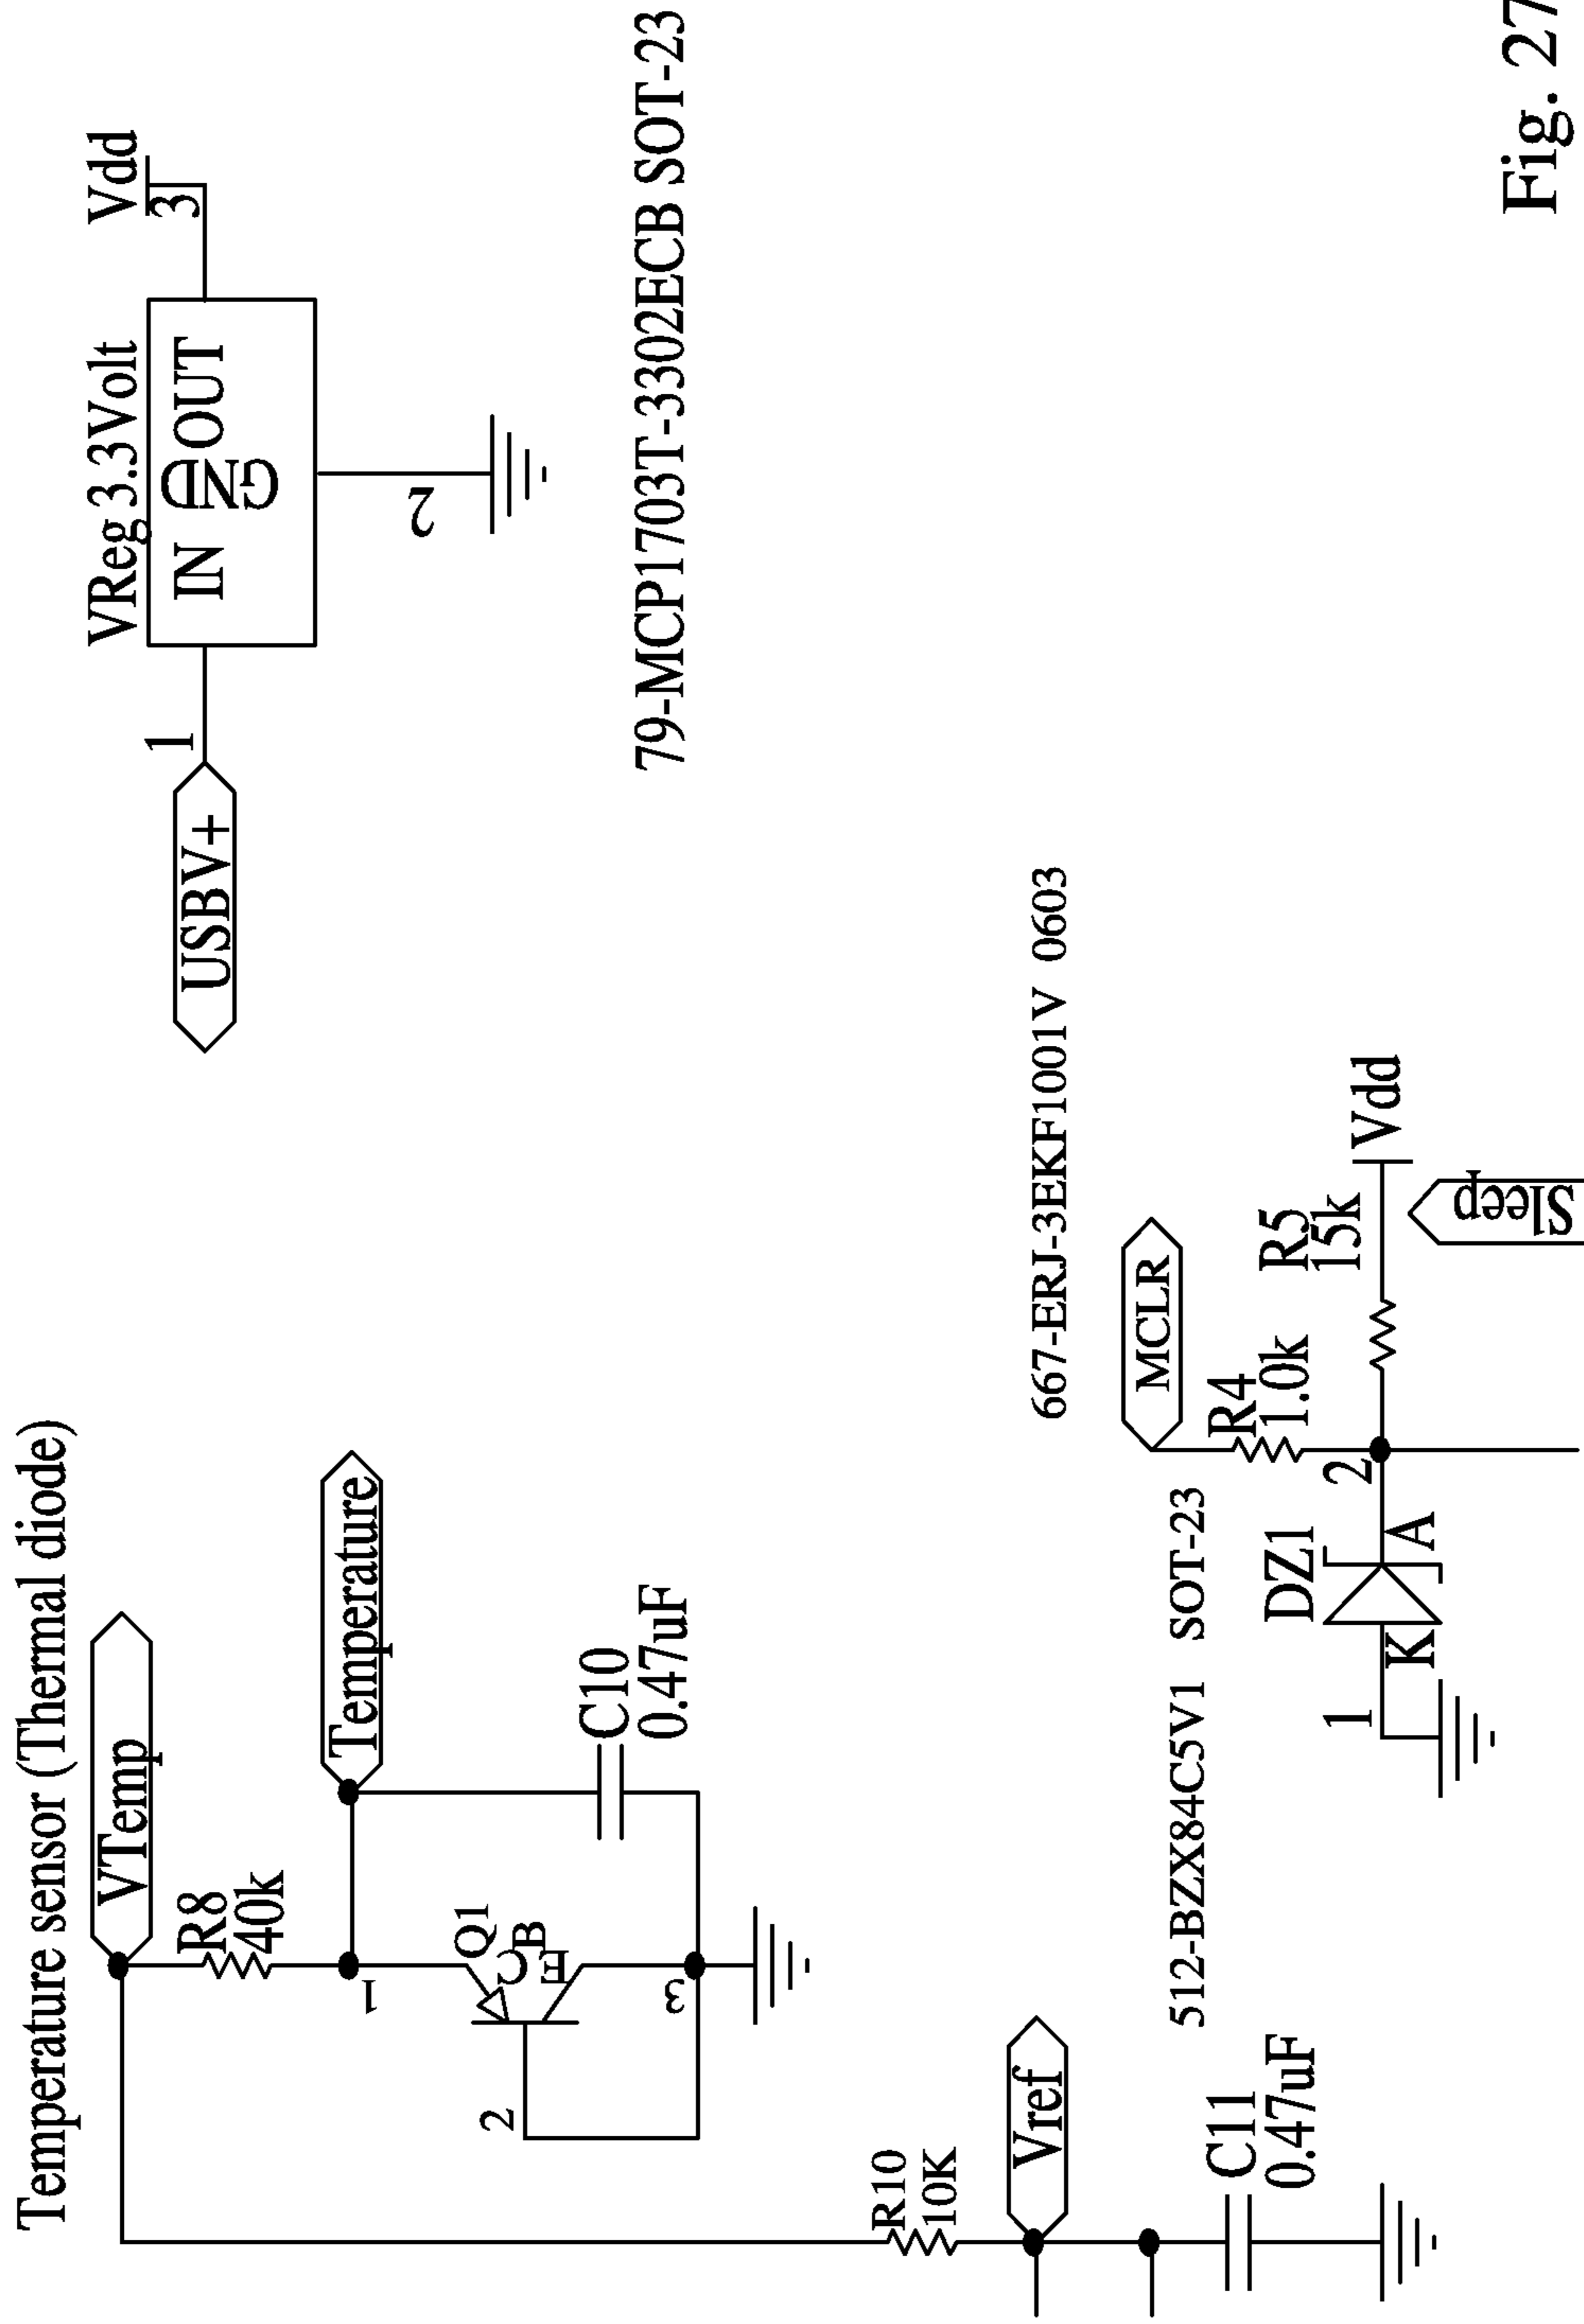 Temperature sensor (Thermal diode)
VTemp
R8
40k
Temperature
1
Q1
C
B
E
2
3
C10
0.47uF
R10
10K
Vref
C11
0.47uF
USBV+
1
VReg 3.3Volt
IN
GND
OUT
Vdd
3
2
79-MCP1703T-3302ECB SOT-23
667-ERJ-3EKF1001V 0603
MCLR
R4
1.0k
R5
15k
Vdd
Sleep
512-BZX84C5V1 SOT-23
DZ1
1
K
A
2
Fig. 27